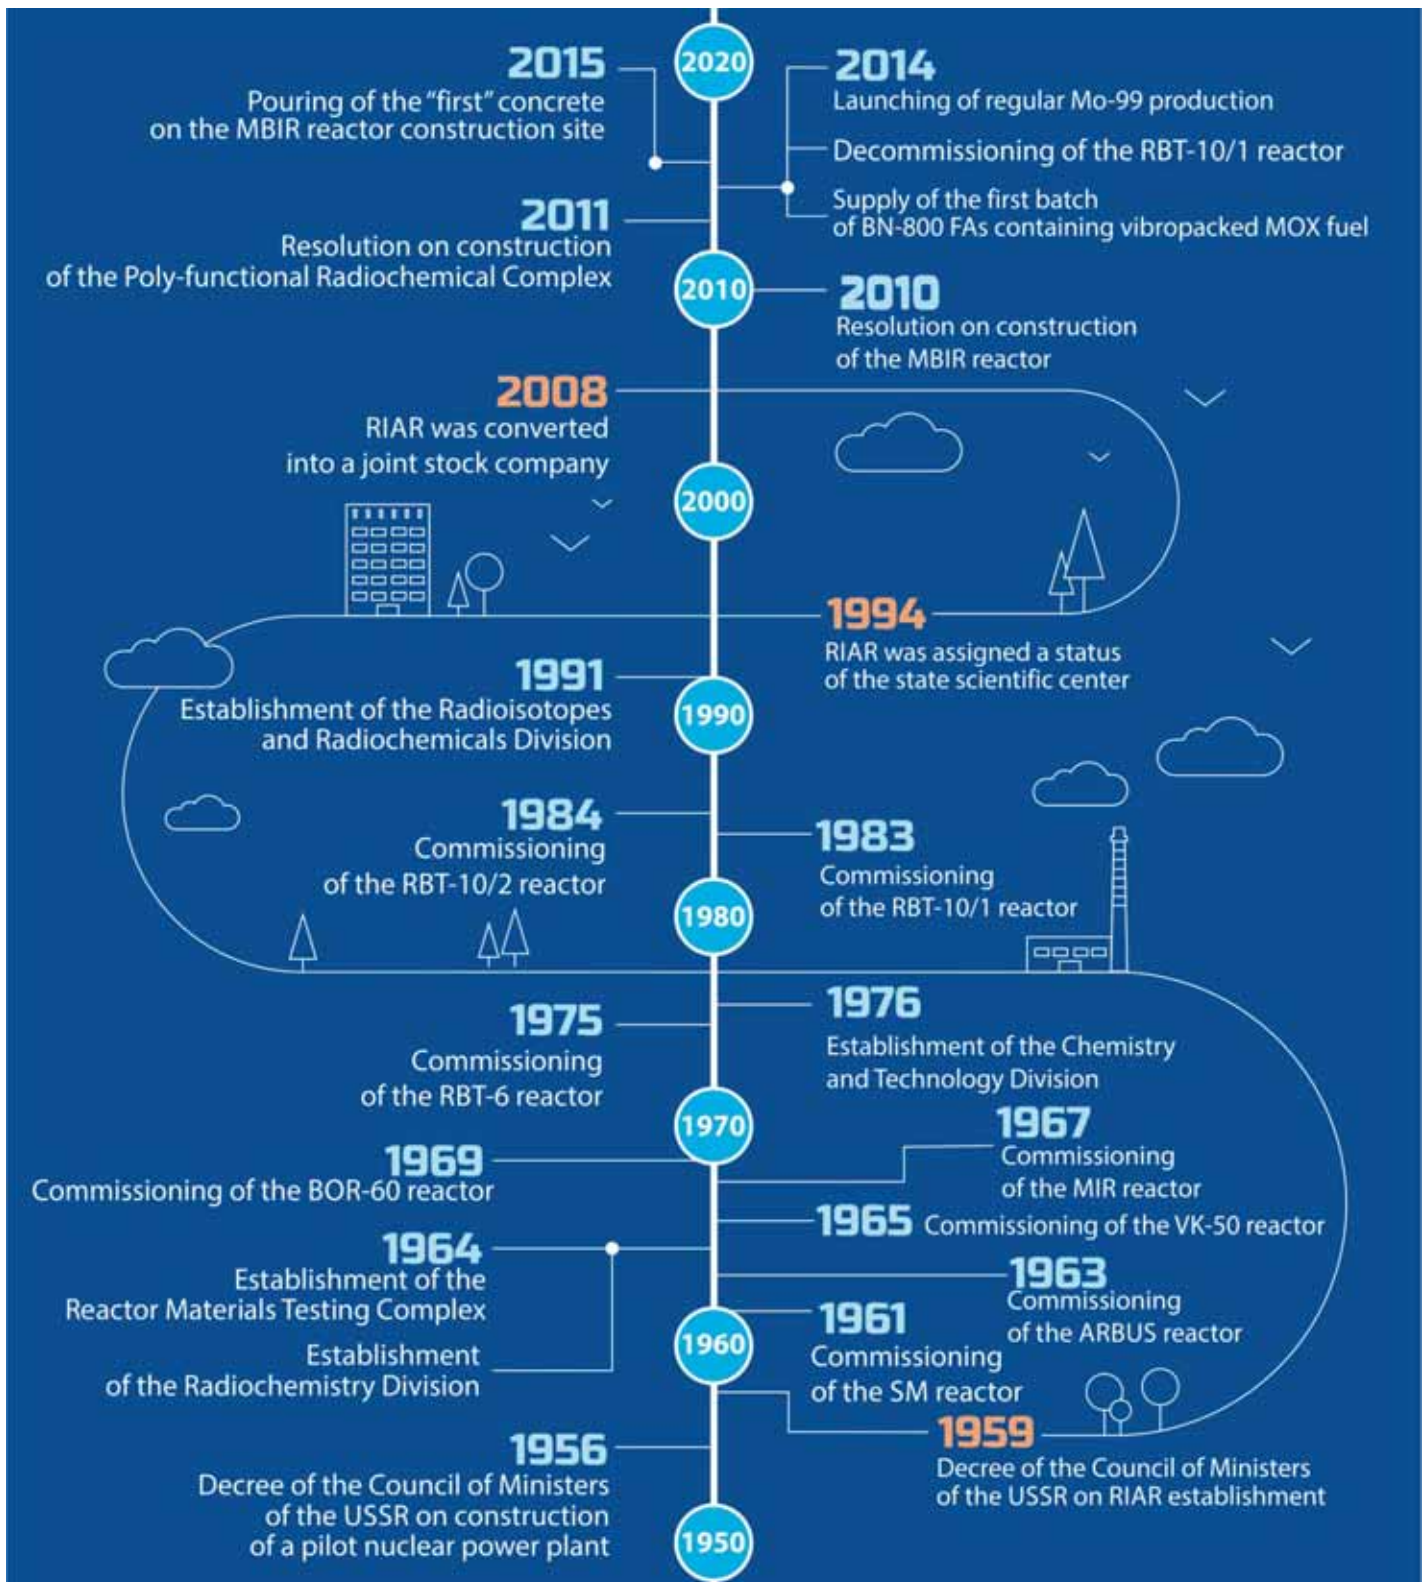 2020
2015
Pouring of the “first” concrete
on the MBIR reactor construction site
2014
Launching of regular Mo-99 production
Decommissioning of the RBT-10/1 reactor
Supply of the first batch
of BN-800 FAs containing vibropacked MOX fuel
2011
Resolution on construction
of the Poly-functional Radiochemical Complex
2010
2010
Resolution on construction
of the MBIR reactor
2008
RIAR was converted
into a joint stock company
2000
1994
RIAR was assigned a status
of the state scientific center
1991
Establishment of the Radioisotopes
and Radiochemicals Division
1990
1984
Commissioning
of the RBT-10/2 reactor
1983
Commissioning
of the RBT-10/1 reactor
1980
1976
Establishment of the Chemistry
and Technology Division
1975
Commissioning
of the RBT-6 reactor
1970
1969
Commissioning of the BOR-60 reactor
1967
Commissioning
of the MIR reactor
1965 Commissioning of the VK-50 reactor
1964
Establishment of the
Reactor Materials Testing Complex
Establishment
of the Radiochemistry Division
1963
Commissioning
of the ARBUS reactor
1961
Commissioning
of the SM reactor
1960
1959
Decree of the Council of Ministers
of the USSR on RIAR establishment
1956
Decree of the Council of Ministers
of the USSR on construction
of a pilot nuclear power plant
1950